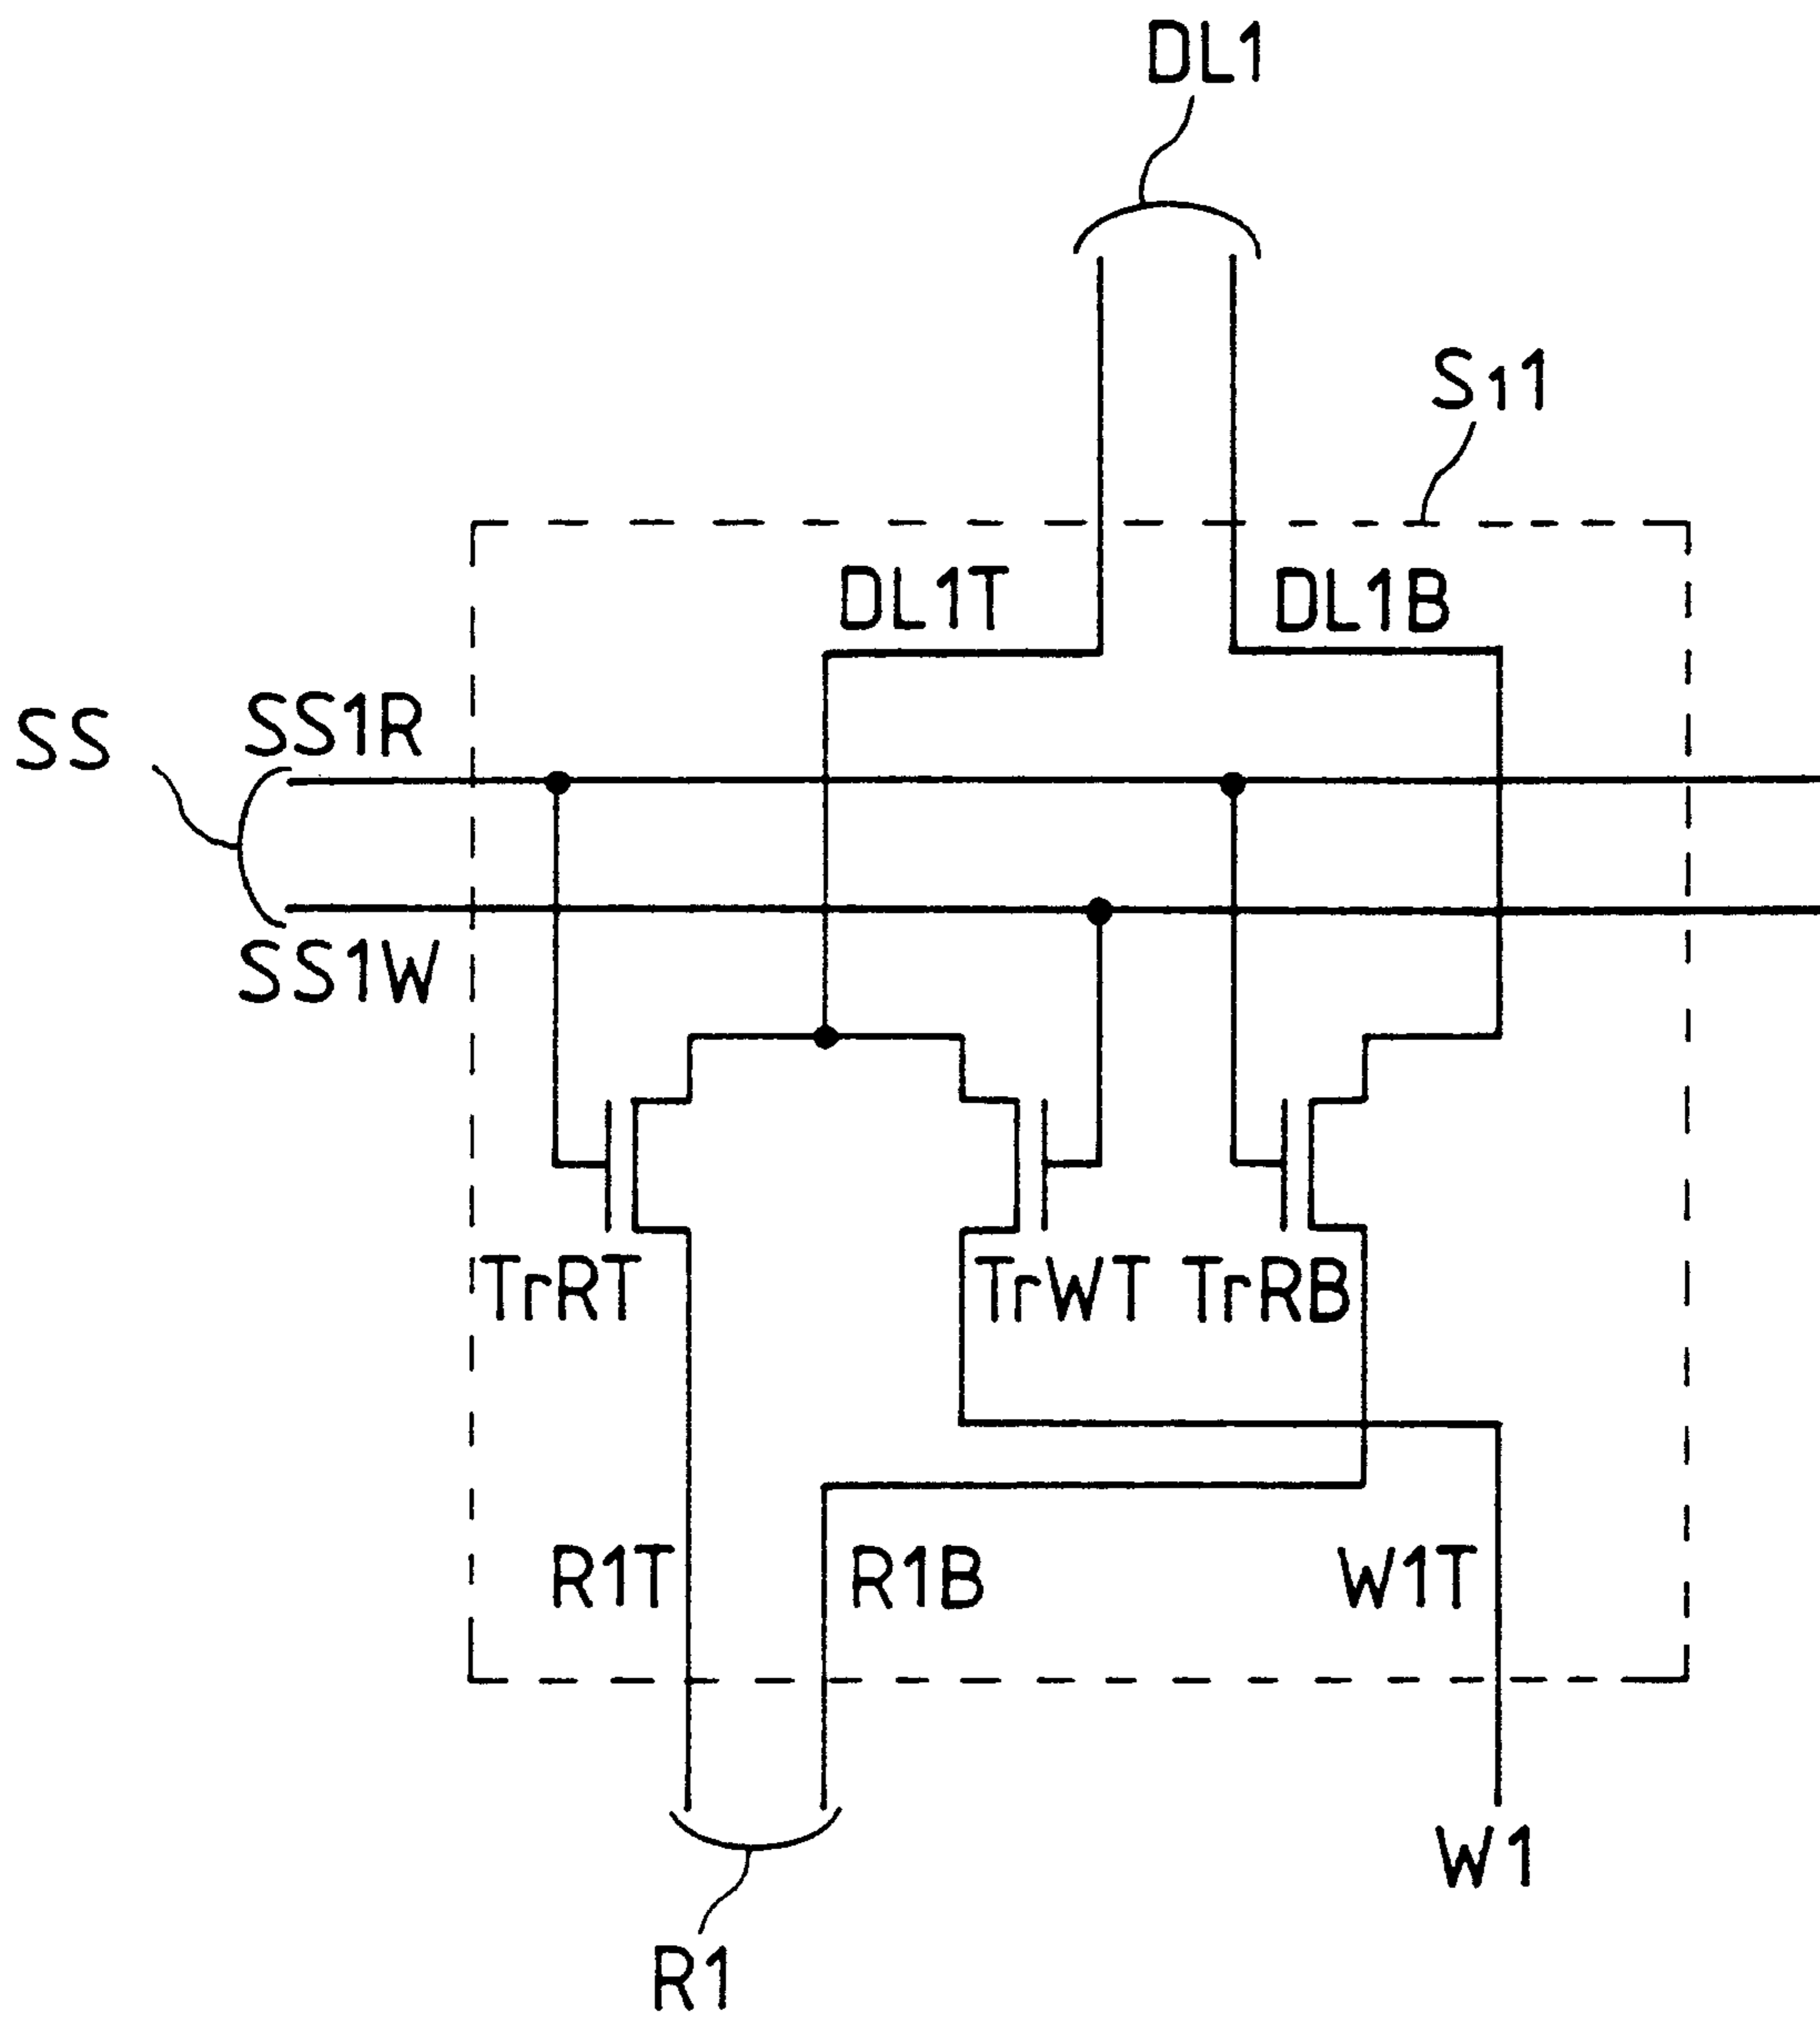 DL1
S11
DL1T
DL1B
SS
SS1R
SS1W
TrRT
TrWT
TrRB
R1T
R1B
W1T
W1
R1